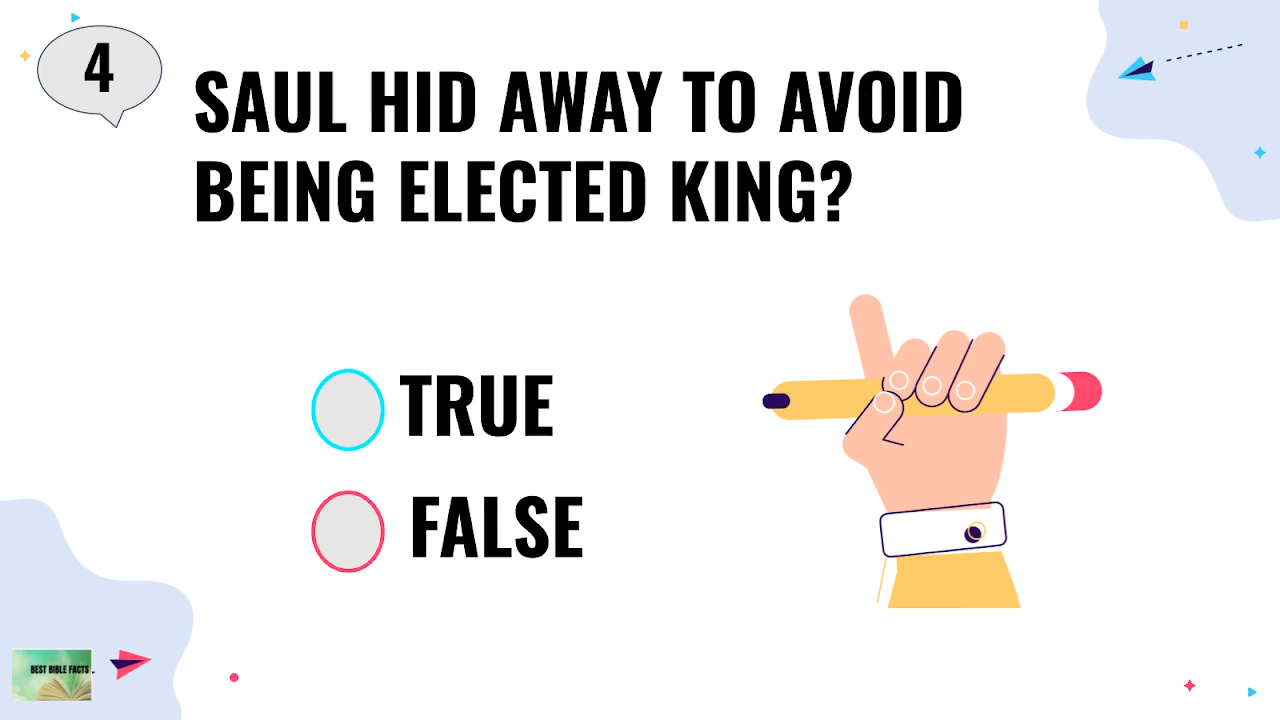 4
SAUL HID AWAY TO AVOID
BEING ELECTED KING?
TRUE
FALSE
BEST BIBLE FACTS